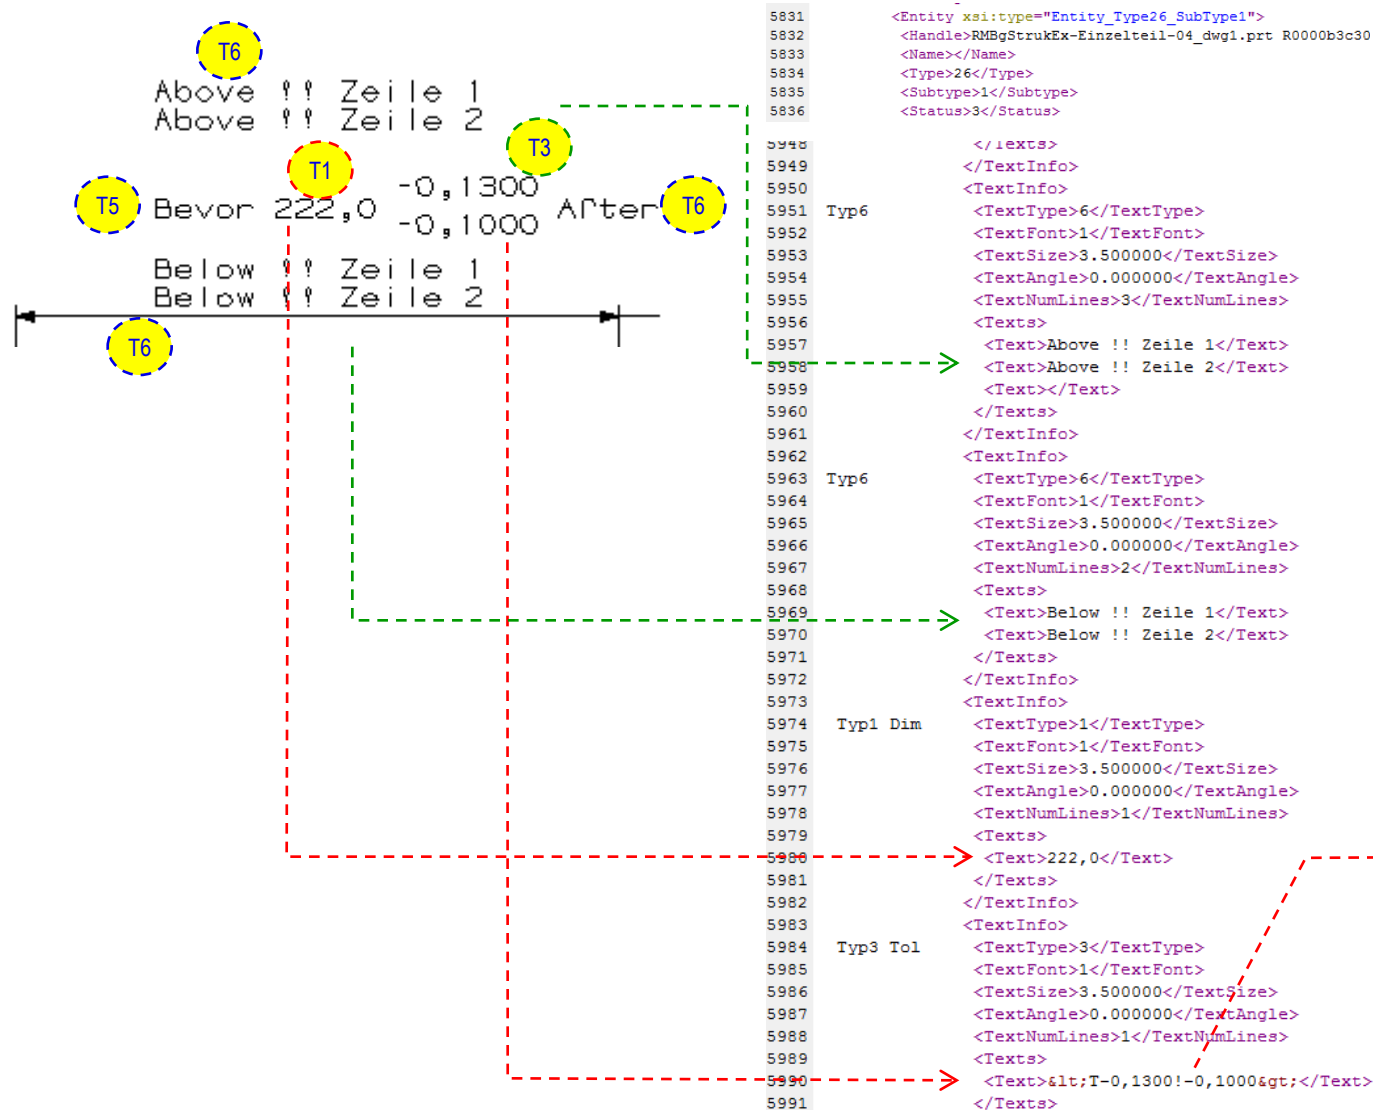 T6
Above !! Zeile 1
Above !! Zeile 2
T1
T3
T5
Bevor 222,0 -0,1300 -0,1000 After
T6
Below !! Zeile 1
Below !! Zeile 2
T6
5831 <Entity xsi:type="Entity_Type26_SubType1">
5832 <Handle>RMBgStrukEx-Einzelteil-04_dwg1.prt R0000b3c30
5833 <Name></Name>
5834 <Type>26</Type>
5835 <Subtype>1</Subtype>
5836 <Status>3</Status>
5948 </Texts>
5949 </TextInfo>
5950 <TextInfo>
5951 Typ6 <TextType>6</TextType>
5952 <TextFont>1</TextFont>
5953 <TextSize>3.500000</TextSize>
5954 <TextAngle>0.000000</TextAngle>
5955 <TextNumLines>3</TextNumLines>
5956 <Texts>
5957 <Text>Above !! Zeile 1</Text>
5958 <Text>Above !! Zeile 2</Text>
5959 <Text></Text>
5960 </Texts>
5961 </TextInfo>
5962 <TextInfo>
5963 Typ6 <TextType>6</TextType>
5964 <TextFont>1</TextFont>
5965 <TextSize>3.500000</TextSize>
5966 <TextAngle>0.000000</TextAngle>
5967 <TextNumLines>2</TextNumLines>
5968 <Texts>
5969 <Text>Below !! Zeile 1</Text>
5970 <Text>Below !! Zeile 2</Text>
5971 </Texts>
5972 </TextInfo>
5973 <TextInfo>
5974 Typ1 Dim <TextType>1</TextType>
5975 <TextFont>1</TextFont>
5976 <TextSize>3.500000</TextSize>
5977 <TextAngle>0.000000</TextAngle>
5978 <TextNumLines>1</TextNumLines>
5979 <Texts>
5980 <Text>222,0</Text>
5981 </Texts>
5982 </TextInfo>
5983 <TextInfo>
5984 Typ3 Tol <TextType>3</TextType>
5985 <TextFont>1</TextFont>
5986 <TextSize>3.500000</TextSize>
5987 <TextAngle>0.000000</TextAngle>
5988 <TextNumLines>1</TextNumLines>
5989 <Texts>
5990 <Text>&lt;T-0,1300!-0,1000&gt;</Text>
5991 </Texts>